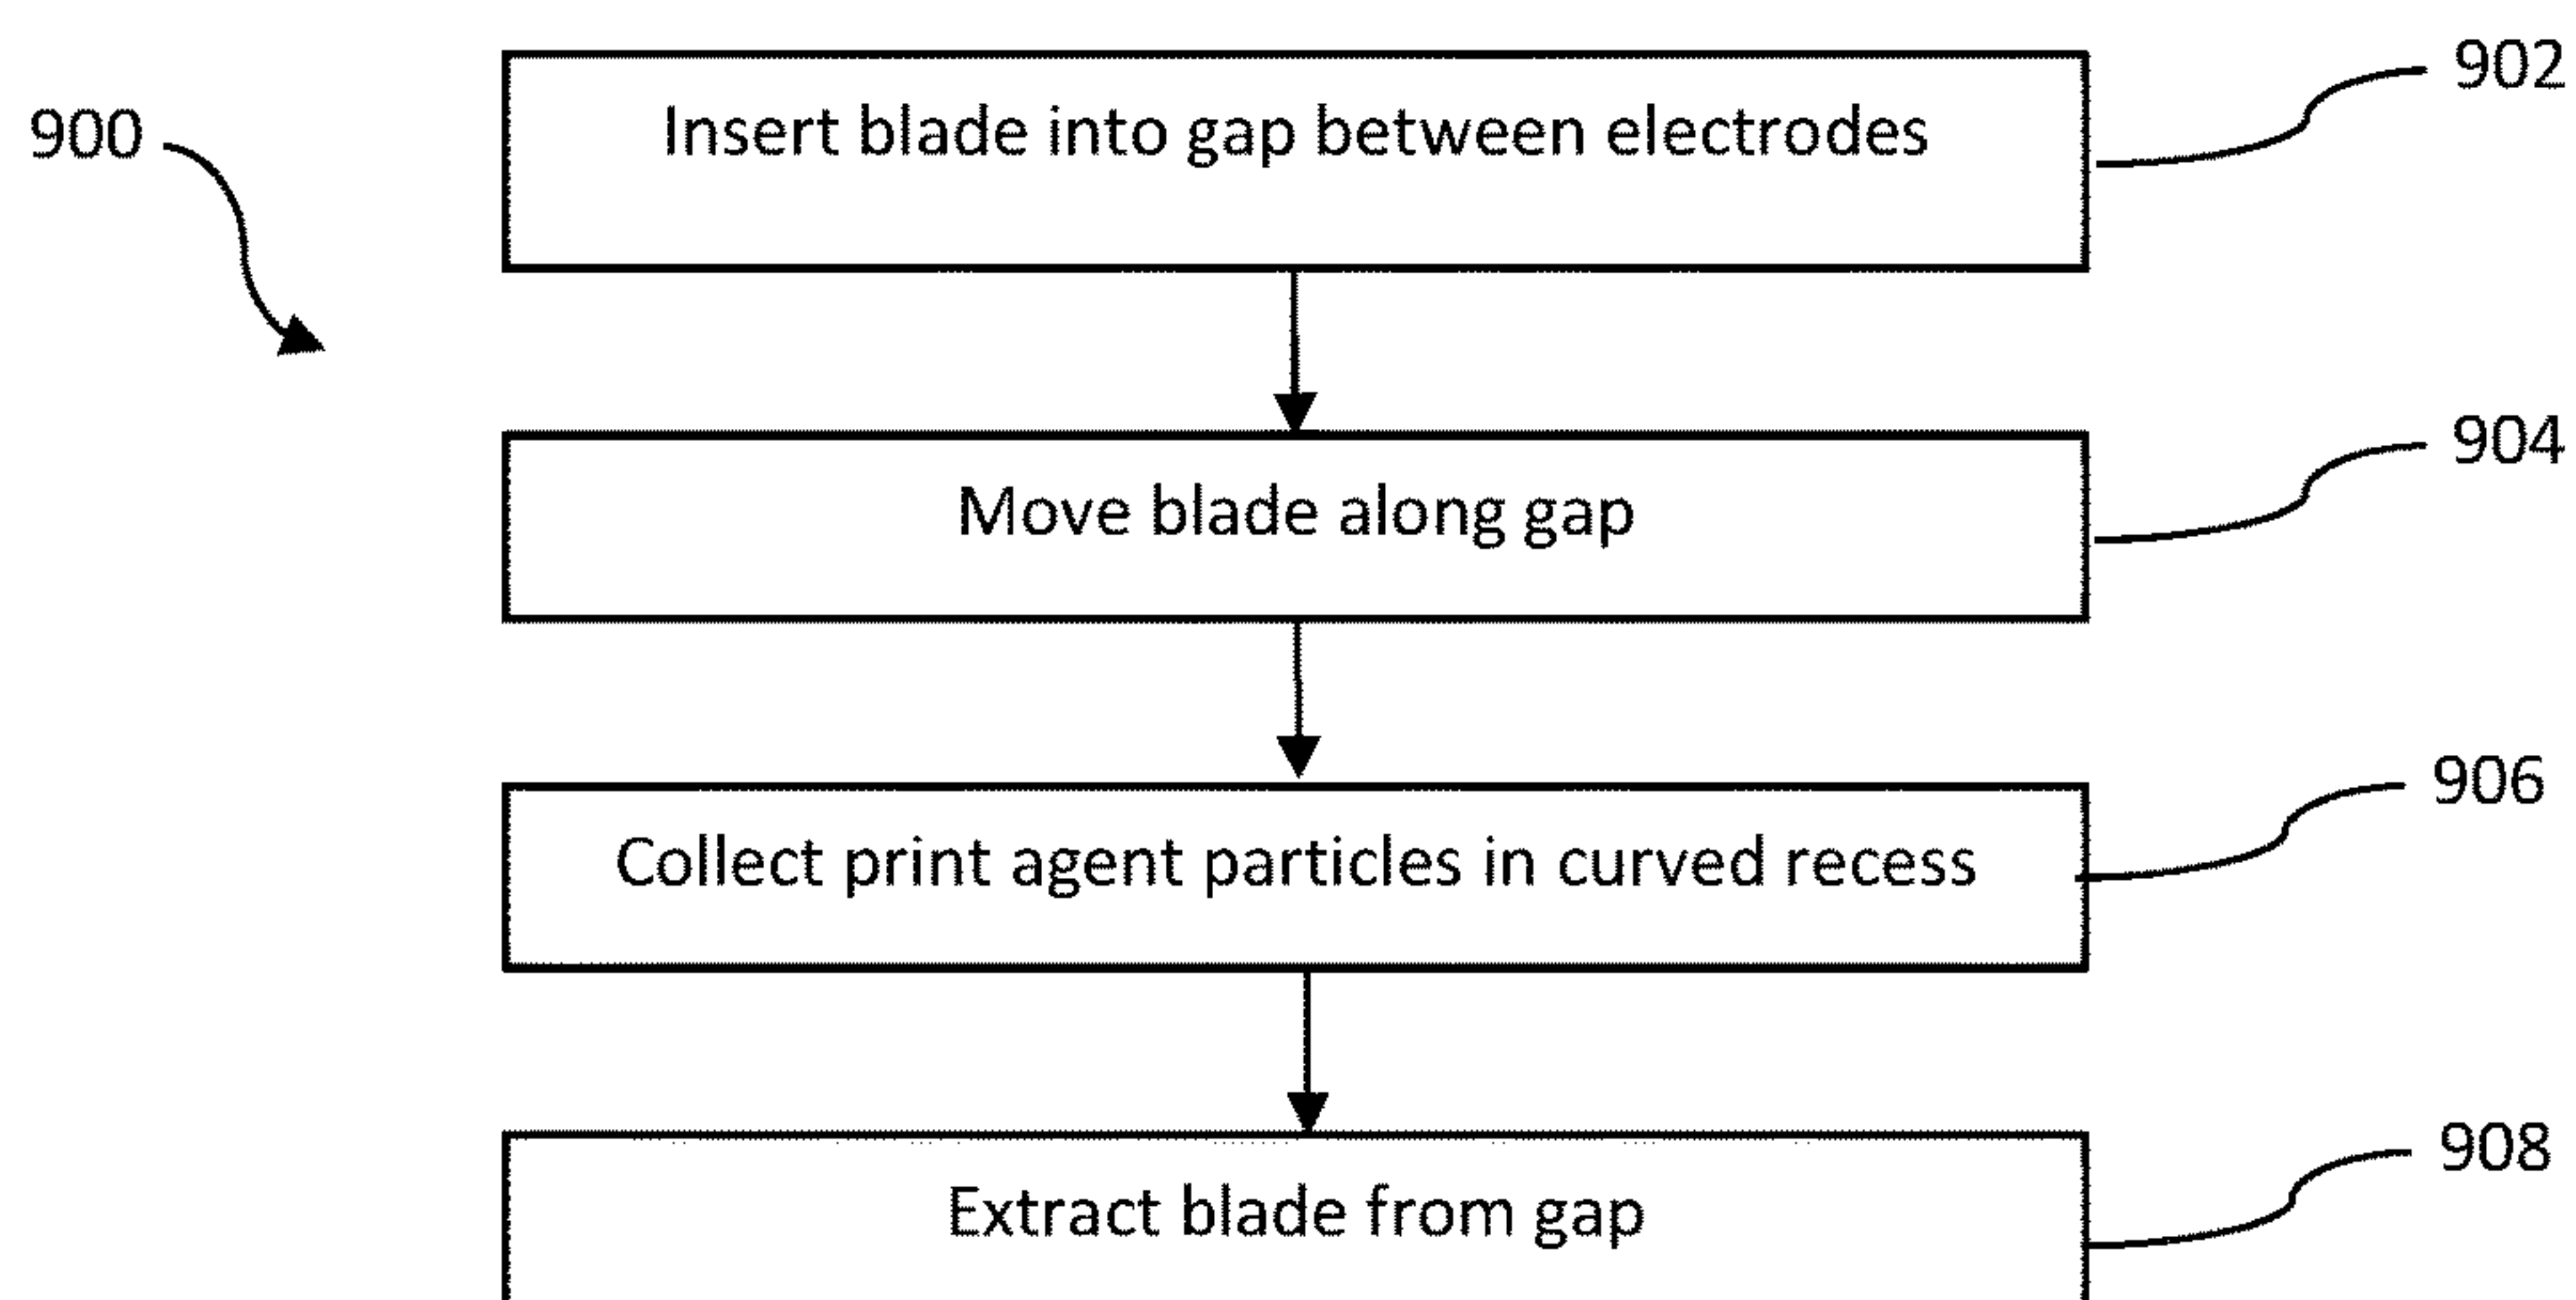 902
Insert blade into gap between electrodes
900
904
Move blade along gap
906
Collect print agent particles in curved recess
908
Extract blade from gap